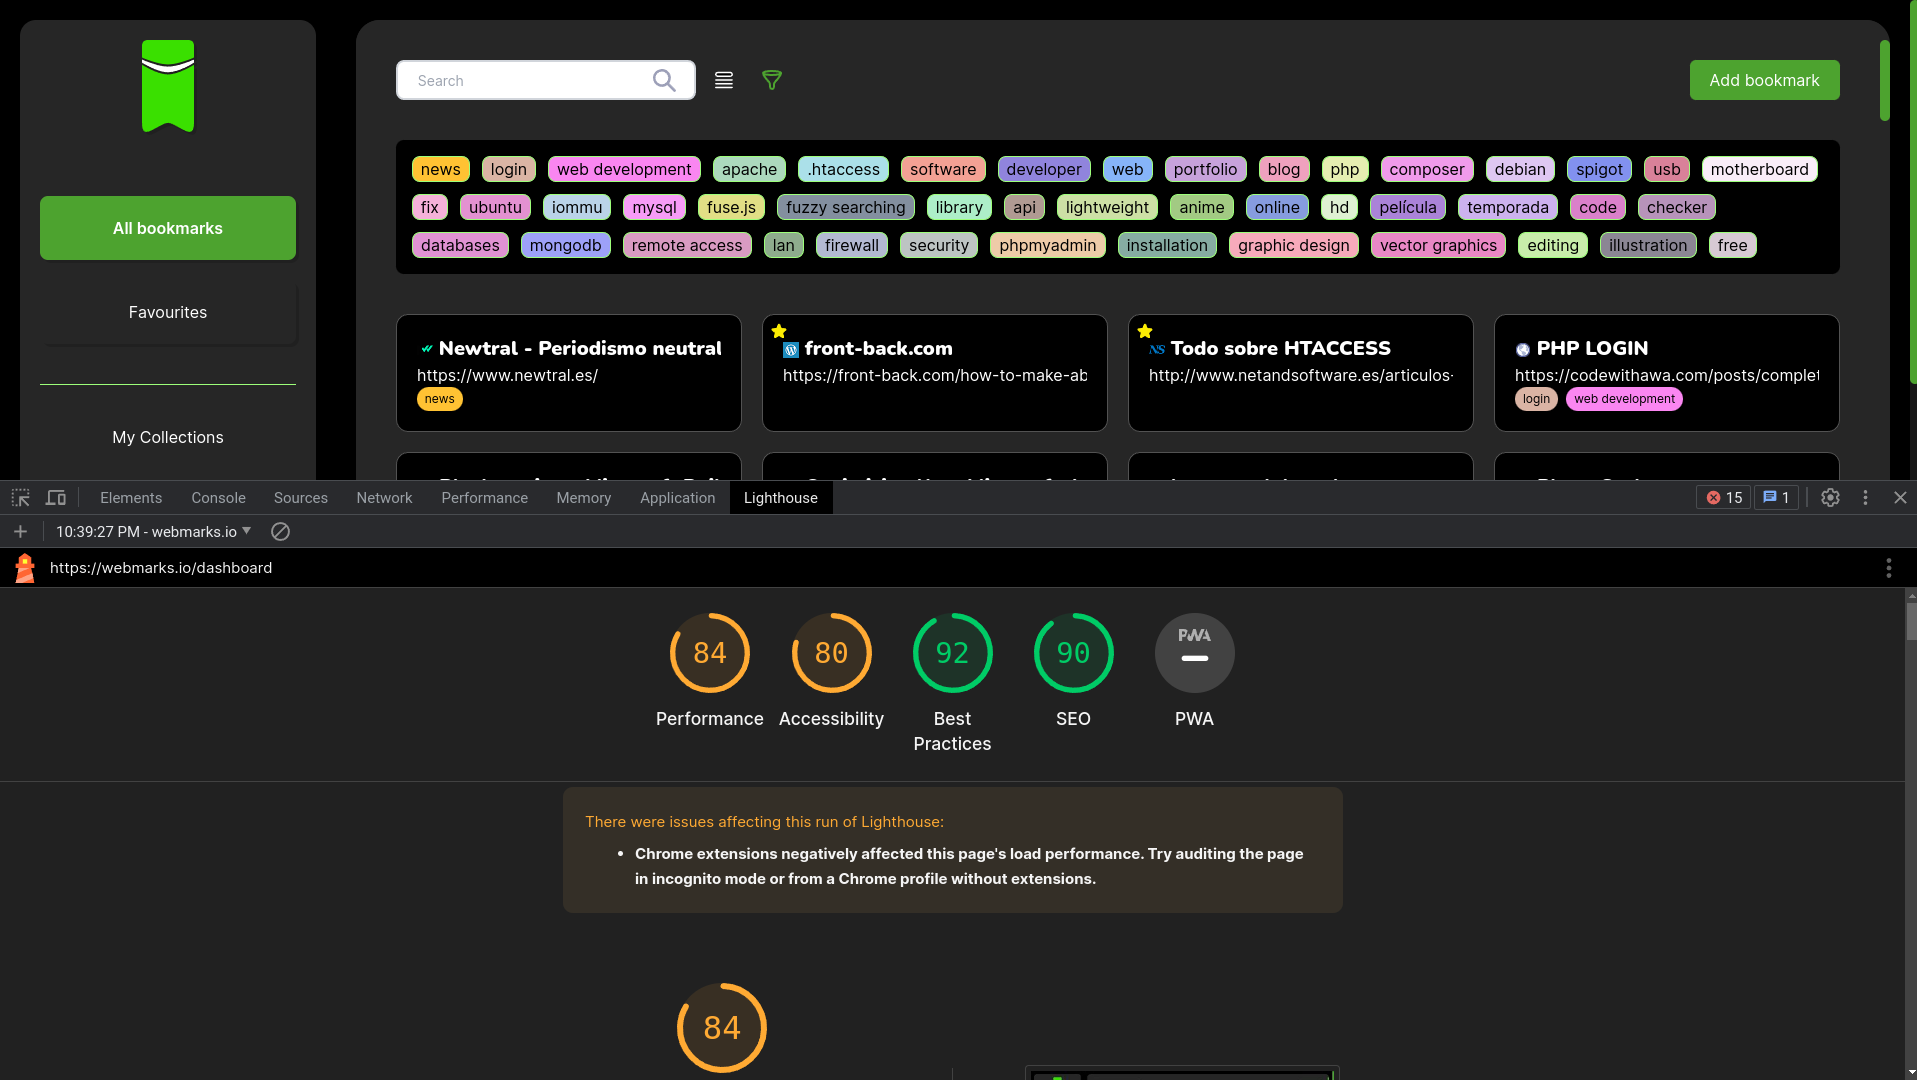 Search
Add bookmark
All bookmarks
Favourites
My Collections
news login web development apache .htaccess software developer web portfolio blog php composer debian spigot usb motherboard
fix ubuntu iommu mysql fuse.js fuzzy searching library api lightweight anime online hd película temporada code checker
databases mongodb remote access lan firewall security phpmyadmin installation graphic design vector graphics editing illustration free
Newtral - Periodismo neutral
https://www.newtral.es/
news
front-back.com
https://front-back.com/how-to-make-ab
Todo sobre HTACCESS
http://www.netandsoftware.es/articulos-
PHP LOGIN
https://codewithawa.com/posts/complet
login web development
Elements Console Sources Network Performance Memory Application Lighthouse 15 1
10:39:27 PM - webmarks.io
https://webmarks.io/dashboard
84 80 92 90 PWA
Performance Accessibility Best Practices SEO PWA
There were issues affecting this run of Lighthouse:
• Chrome extensions negatively affected this page's load performance. Try auditing the page
in incognito mode or from a Chrome profile without extensions.
84